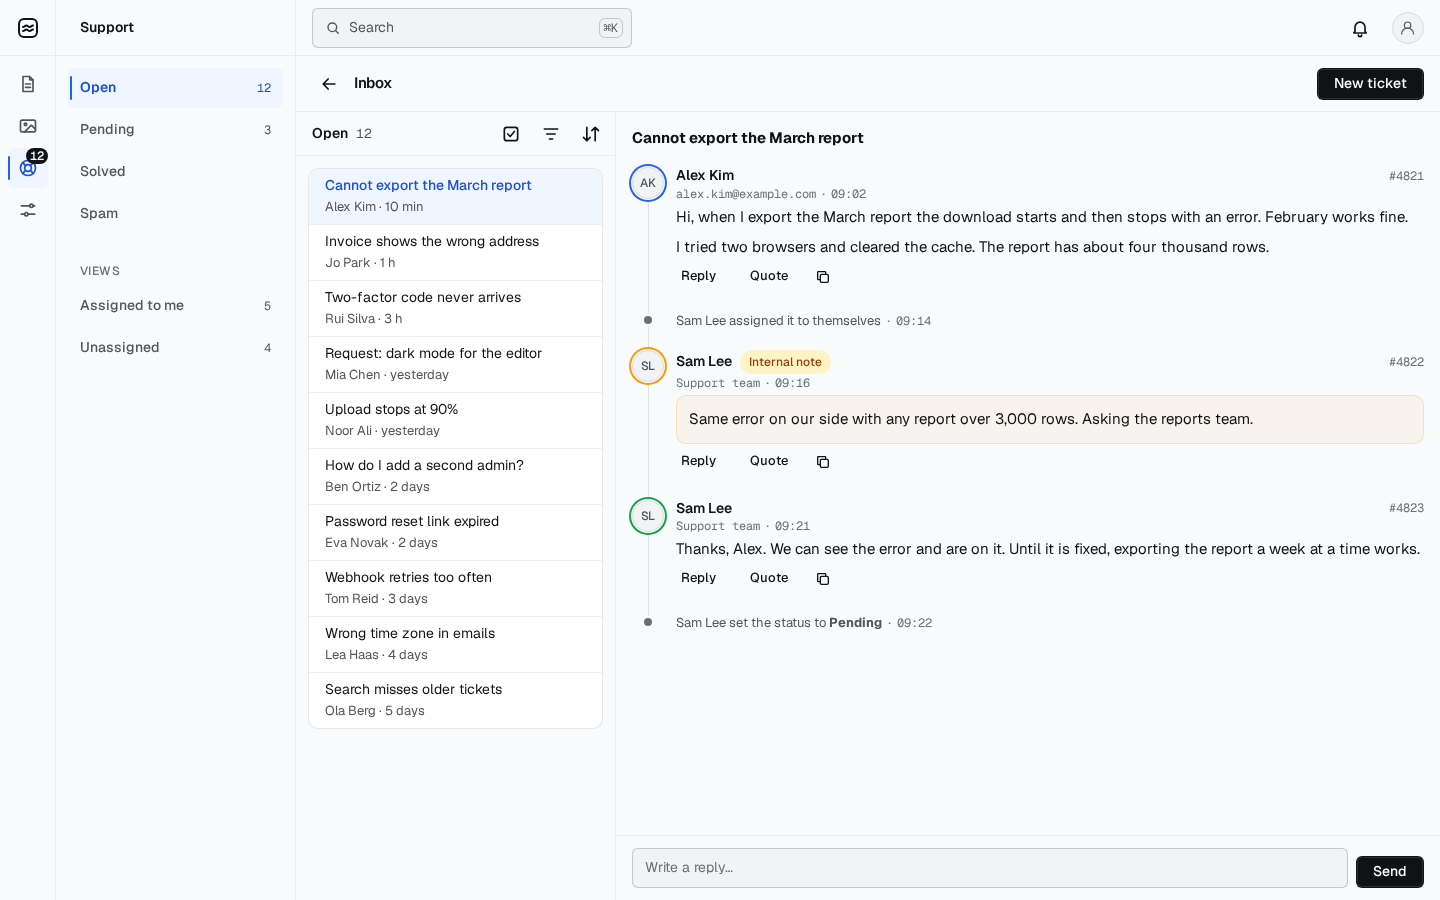 Support
Search ⌘K
12
Open 12
Pending 3
Solved
Spam
VIEWS
Assigned to me 5
Unassigned 4
Inbox
New ticket
Open 12
Cannot export the March report
Alex Kim · 10 min
Invoice shows the wrong address
Jo Park · 1 h
Two-factor code never arrives
Rui Silva · 3 h
Request: dark mode for the editor
Mia Chen · yesterday
Upload stops at 90%
Noor Ali · yesterday
How do I add a second admin?
Ben Ortiz · 2 days
Password reset link expired
Eva Novak · 2 days
Webhook retries too often
Tom Reid · 3 days
Wrong time zone in emails
Lea Haas · 4 days
Search misses older tickets
Ola Berg · 5 days
Cannot export the March report
AK
Alex Kim #4821
alex.kim@example.com · 09:02
Hi, when I export the March report the download starts and then stops with an error. February works fine.
I tried two browsers and cleared the cache. The report has about four thousand rows.
Reply Quote
Sam Lee assigned it to themselves · 09:14
SL
Sam Lee Internal note #4822
Support team · 09:16
Same error on our side with any report over 3,000 rows. Asking the reports team.
Reply Quote
SL
Sam Lee #4823
Support team · 09:21
Thanks, Alex. We can see the error and are on it. Until it is fixed, exporting the report a week at a time works.
Reply Quote
Sam Lee set the status to Pending · 09:22
Write a reply…
Send